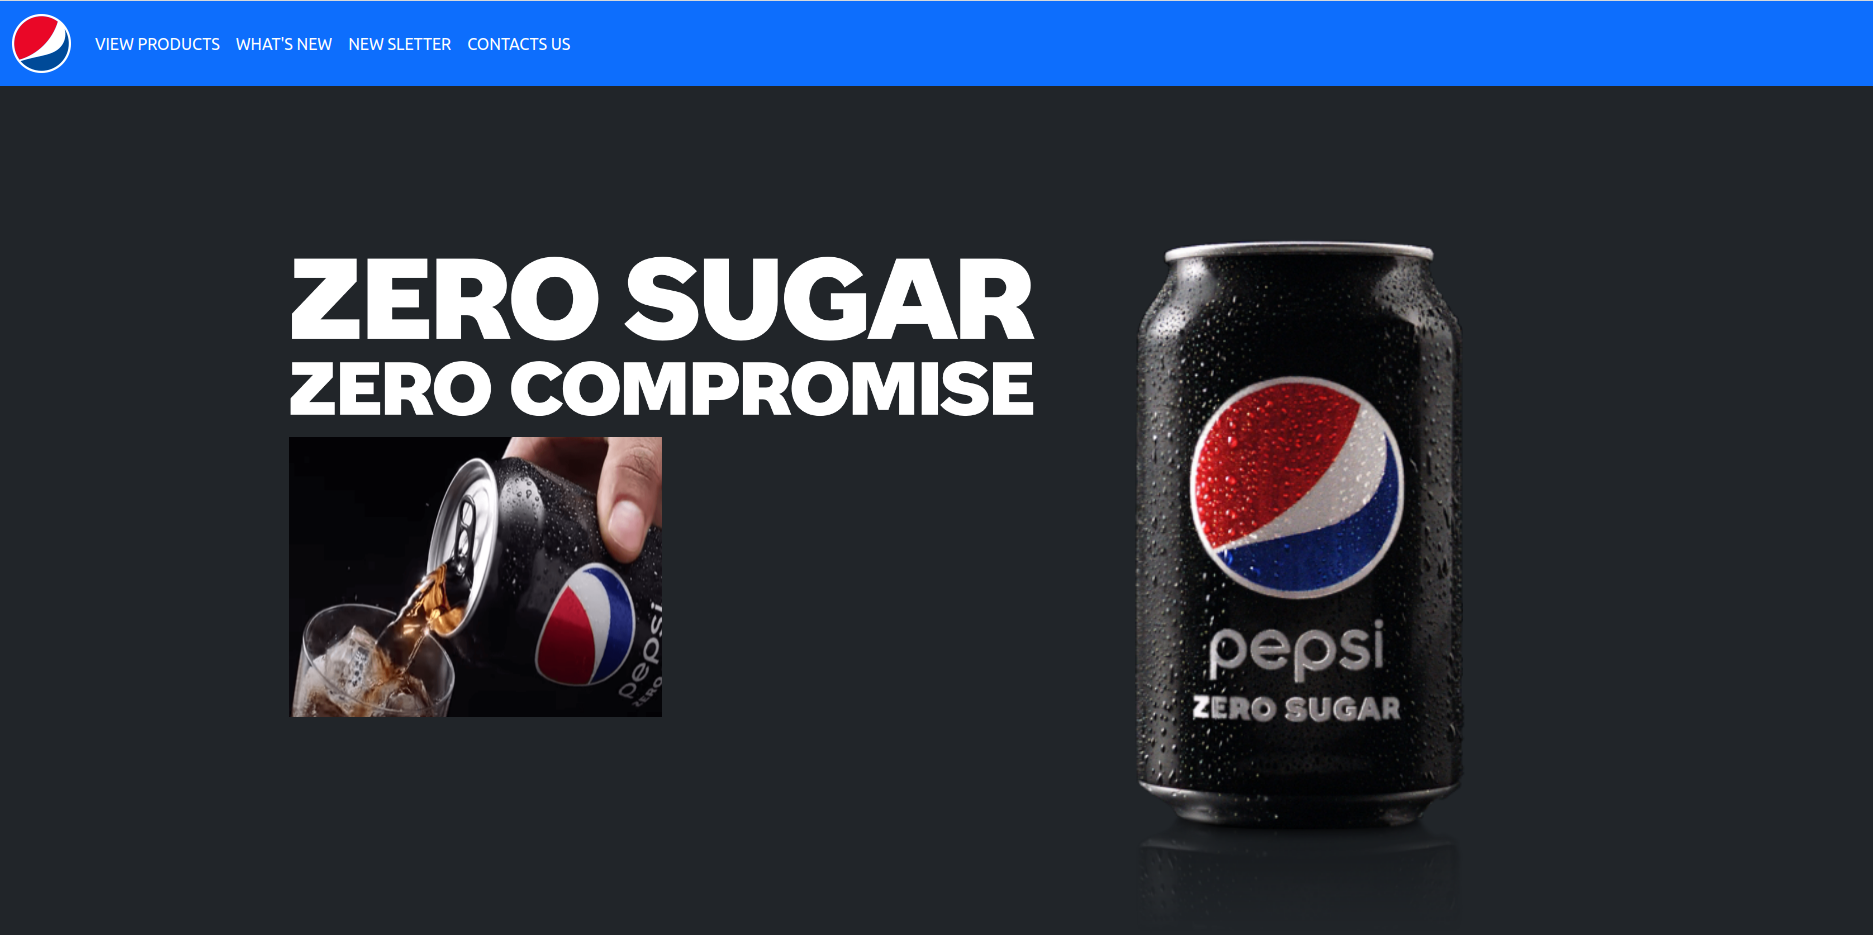 VIEW PRODUCTS WHAT'S NEW NEW SLETTER CONTACTS US
ZERO SUGAR
ZERO COMPROMISE
pepsi
ZERO
pepsi
ZERO SUGAR